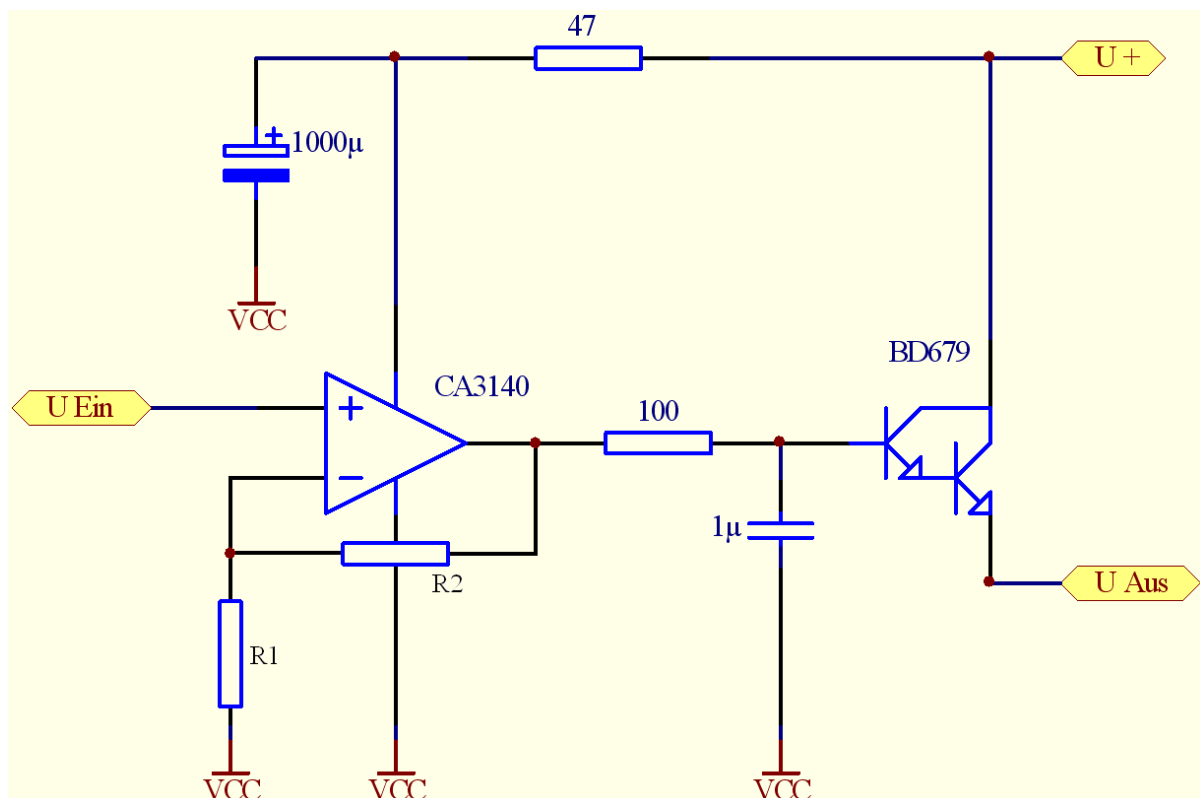 47
U +
1000µ
VCC
BD679
CA3140
U Ein
+
100
−
1µ
R2
U Aus
R1
VCC
VCC
VCC